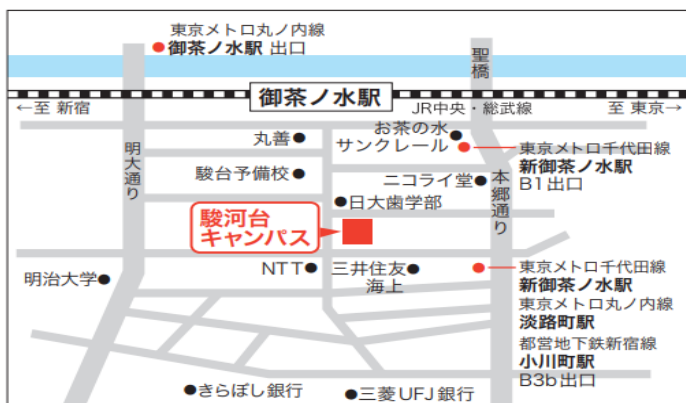 東京メトロ丸ノ内線
御茶ノ水駅 出口
聖橋
御茶ノ水駅
←至 新宿
JR中央・総武線
至 東京→
明大通り
丸善
お茶の水
サンクレール
東京メトロ千代田線
新御茶ノ水駅
B1出口
駿台予備校
ニコライ堂
本郷通り
日大歯学部
駿河台
キャンパス
明治大学
NTT
三井住友
海上
東京メトロ千代田線
新御茶ノ水駅
東京メトロ丸ノ内線
淡路町駅
都営地下鉄新宿線
小川町駅
B3b出口
きらぼし銀行
三菱UFJ銀行